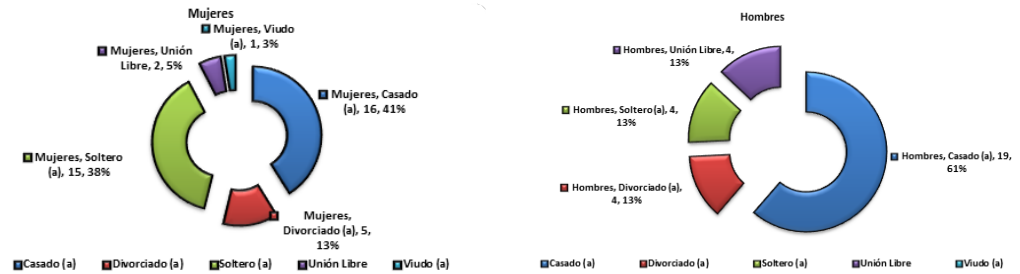 Mujeres
Mujeres, Viudo
(a), 1, 3%
Mujeres, Unión
Libre, 2, 5%
Mujeres, Casado
(a), 16, 41%
Mujeres, Soltero
(a), 15, 38%
Mujeres,
Divorciado (a), 5,
13%
Casado (a)
Divorciado (a)
Soltero (a)
Unión Libre
Viudo (a)
Hombres
Hombres, Unión Libre, 4,
13%
Hombres, Soltero (a), 4,
13%
Hombres, Casado (a), 19,
61%
Hombres, Divorciado (a),
4, 13%
Casado (a)
Divorciado (a)
Soltero (a)
Unión Libre
Viudo (a)